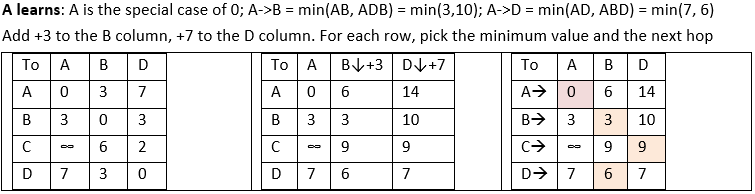 A learns: A is the special case of 0; A->B = min(AB, ADB) = min(3,10); A->D = min(AD, ABD) = min(7, 6)
Add +3 to the B column, +7 to the D column. For each row, pick the minimum value and the next hop
To A B D
A 0 3 7
B 3 0 3
C ∞ 6 2
D 7 3 0
To A B↓+3 D↓+7
A 0 6 14
B 3 3 10
C ∞ 9 9
D 7 6 7
To A B D
A→ 0 6 14
B→ 3 3 10
C→ ∞ 9 9
D→ 7 6 7